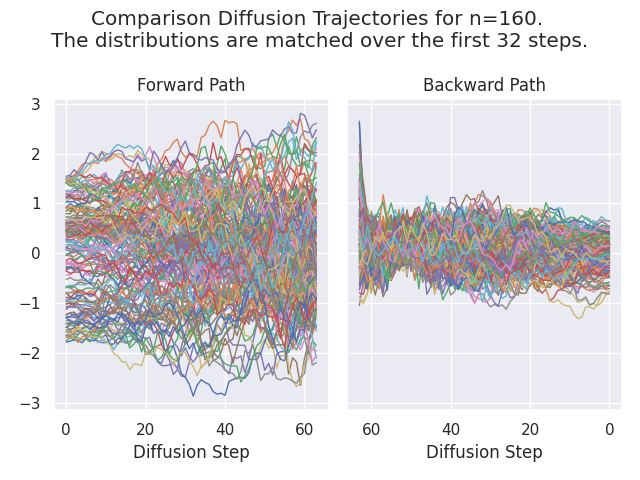 Comparison Diffusion Trajectories for n=160.
The distributions are matched over the first 32 steps.
Forward Path
Backward Path
3
2
1
0
−1
−2
−3
0 20 40 60
60 40 20 0
Diffusion Step
Diffusion Step